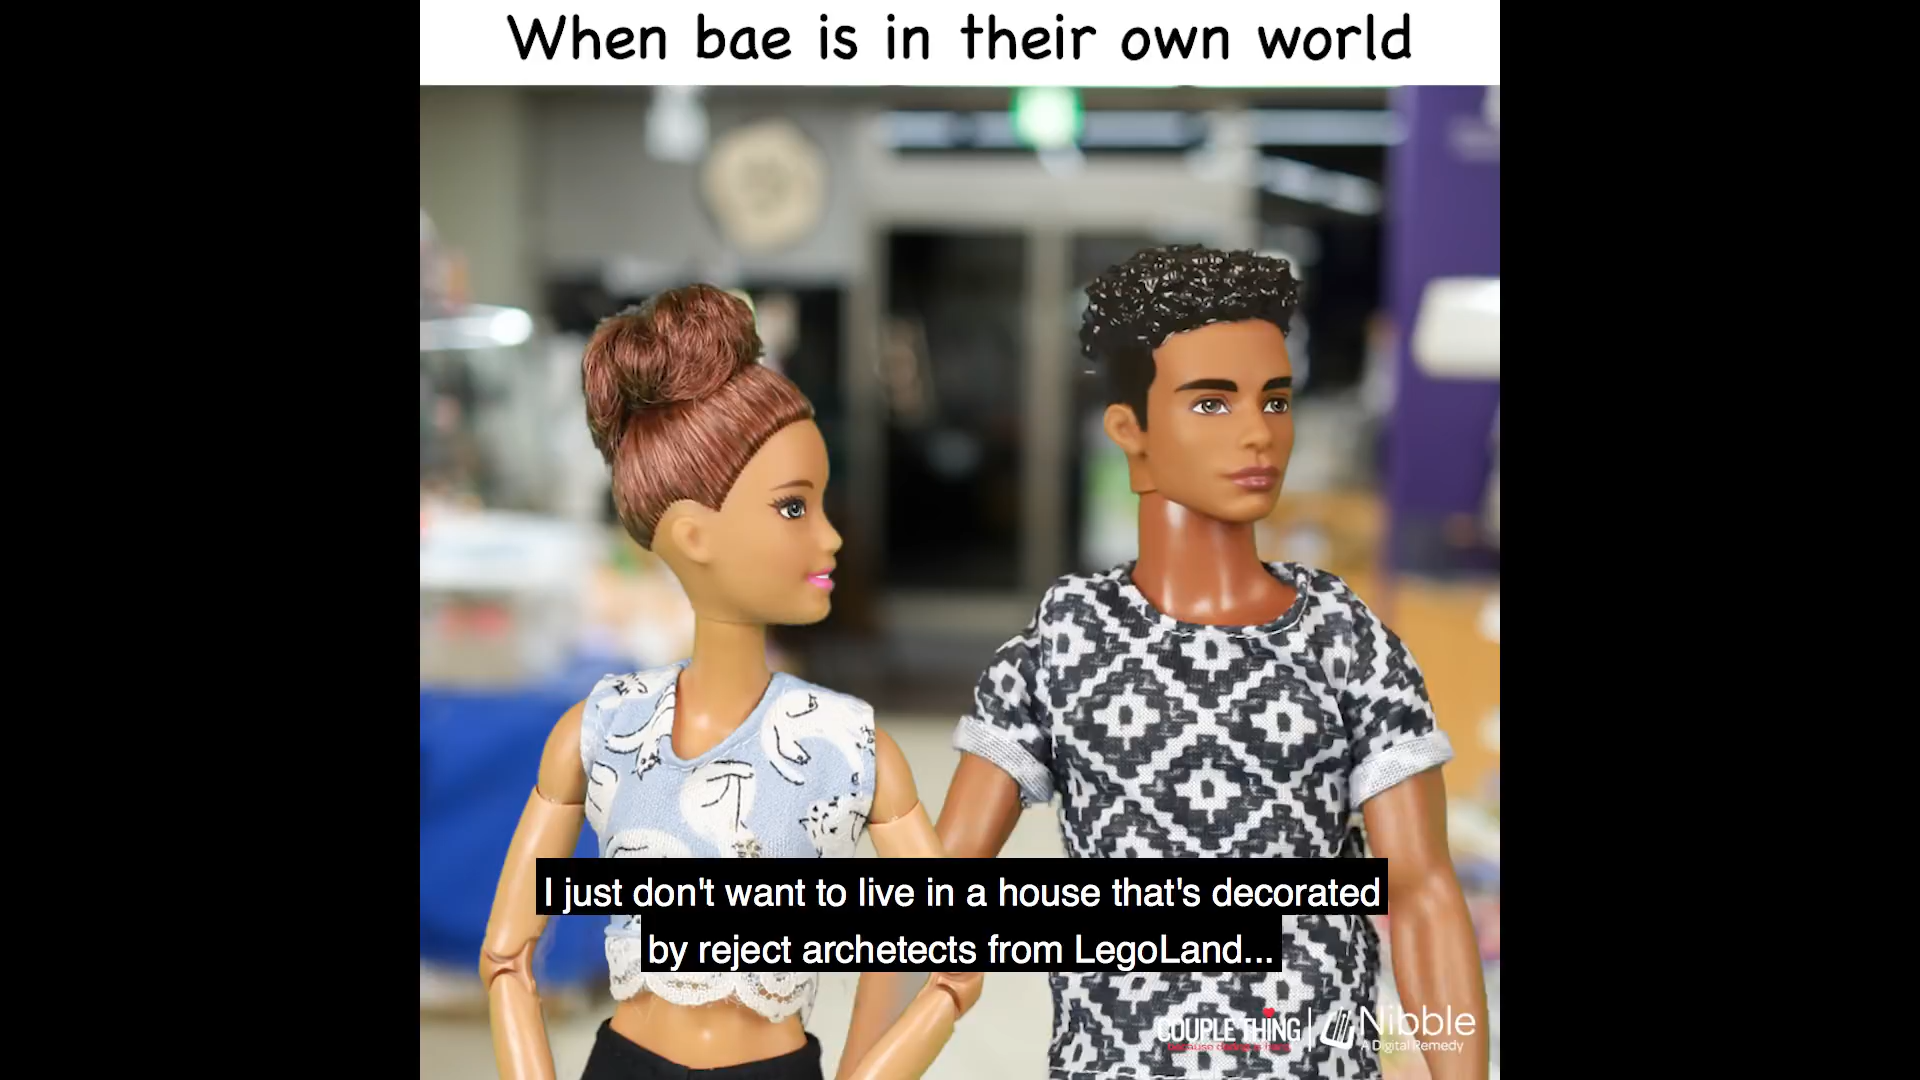 When bae is in their own world
I just don't want to live in a house that's decorated
by reject archetects from LegoLand...
COUPLE THING
Nibble
A Digital Remedy